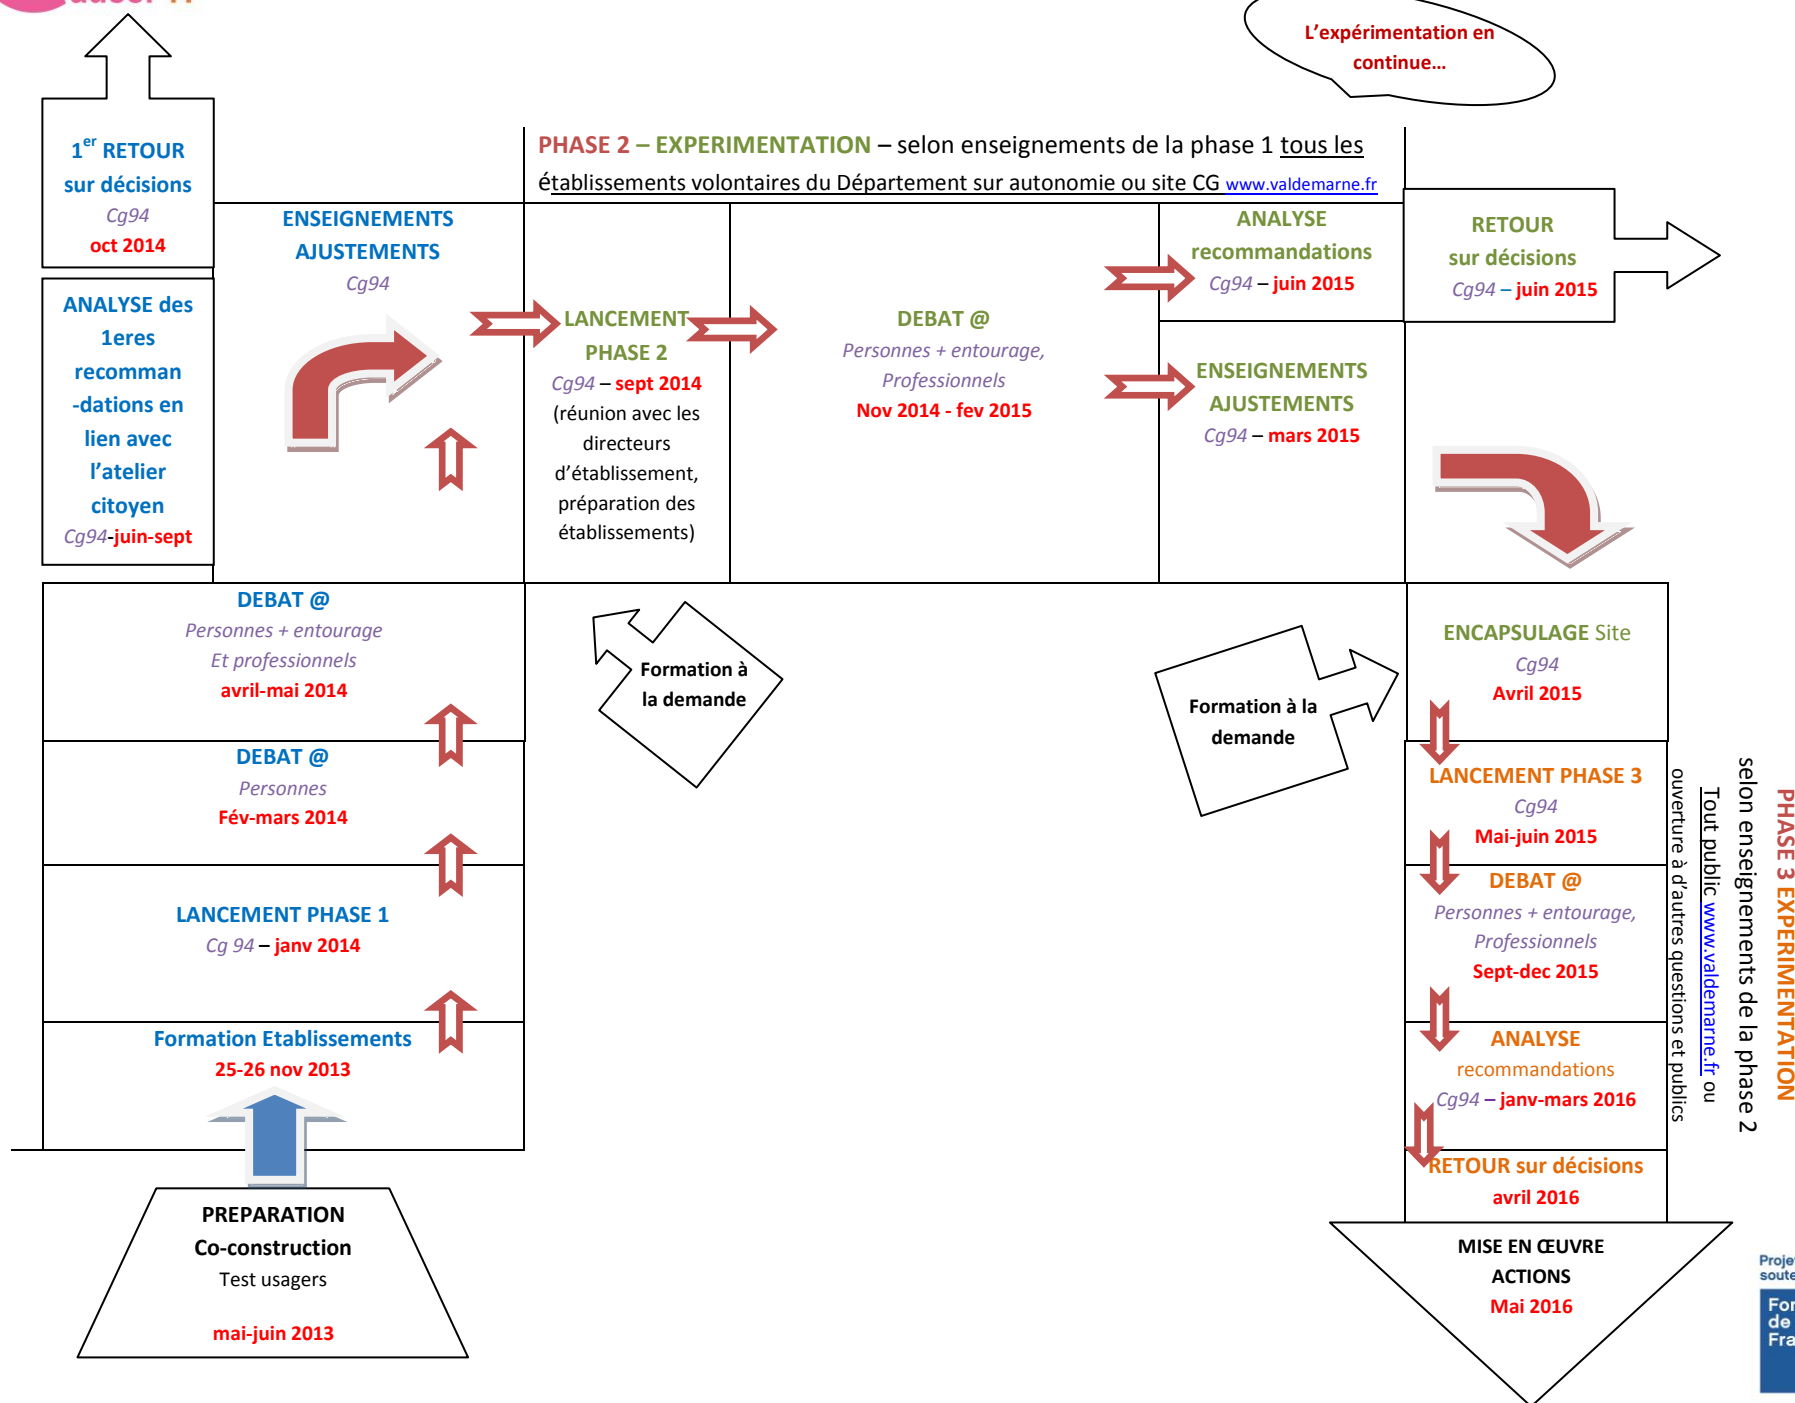 L'expérimentation en
continue...
1er RETOUR
sur décisions
Cg94
oct 2014
ANALYSE des
1eres
recomman
-dations en
lien avec
l'atelier
citoyen
Cg94-juin-sept
PHASE 2 – EXPERIMENTATION – selon enseignements de la phase 1 tous les
établissements volontaires du Département sur autonomie ou site CG www.valdemarne.fr
ENSEIGNEMENTS
AJUSTEMENTS
Cg94
LANCEMENT
PHASE 2
Cg94 – sept 2014
(réunion avec les
directeurs
d'établissement,
préparation des
établissements)
DEBAT @
Personnes + entourage,
Professionnels
Nov 2014 - fev 2015
ANALYSE
recommandations
Cg94 – juin 2015
ENSEIGNEMENTS
AJUSTEMENTS
Cg94 – mars 2015
RETOUR
sur décisions
Cg94 – juin 2015
DEBAT @
Personnes + entourage
Et professionnels
avril-mai 2014
DEBAT @
Personnes
Fév-mars 2014
LANCEMENT PHASE 1
Cg 94 – janv 2014
Formation Etablissements
25-26 nov 2013
PREPARATION
Co-construction
Test usagers
mai-juin 2013
Formation à
la demande
Formation à la
demande
ENCAPSULAGE Site
Cg94
Avril 2015
LANCEMENT PHASE 3
Cg94
Mai-juin 2015
DEBAT @
Personnes + entourage,
Professionnels
Sept-dec 2015
ANALYSE
recommandations
Cg94 – janv-mars 2016
RETOUR sur décisions
avril 2016
MISE EN ŒUVRE
ACTIONS
Mai 2016
PHASE 3 EXPERIMENTATION
selon enseignements de la phase 2
Tout public www.valdemarne.fr ou
ouverture à d'autres questions et publics
de